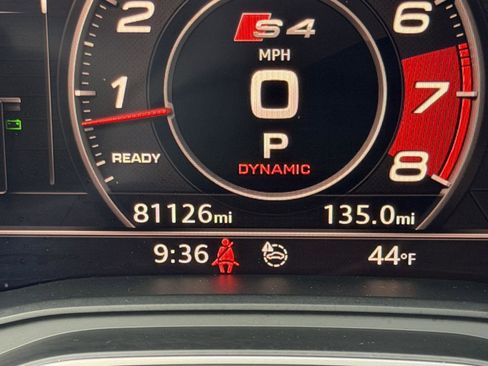 2
6
S4
MPH
1
0
7
P
READY
DYNAMIC
8
81126mi
135.0mi
9:36
44°F